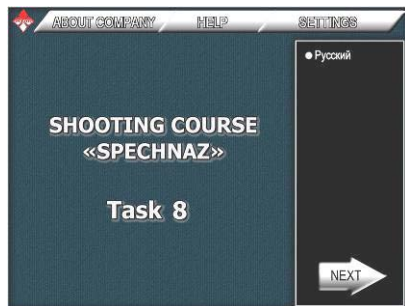 ABOUT COMPANY HELP SETTINGS
Русский
SHOOTING COURSE
«SPECHNAZ»
Task 8
NEXT